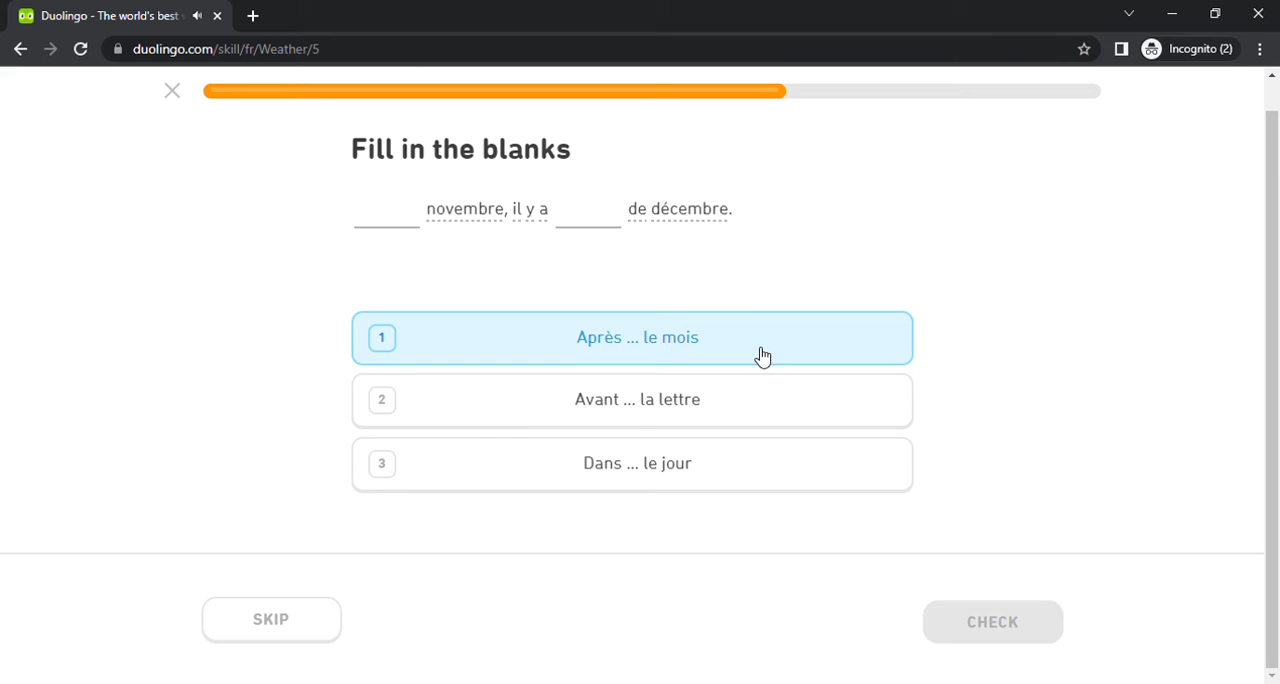 Duolingo - The world's best
duolingo.com/skill/fr/Weather/5
Incognito (2)
Fill in the blanks
novembre, il y a de décembre.
1 Après ... le mois
2 Avant ... la lettre
3 Dans ... le jour
SKIP
CHECK